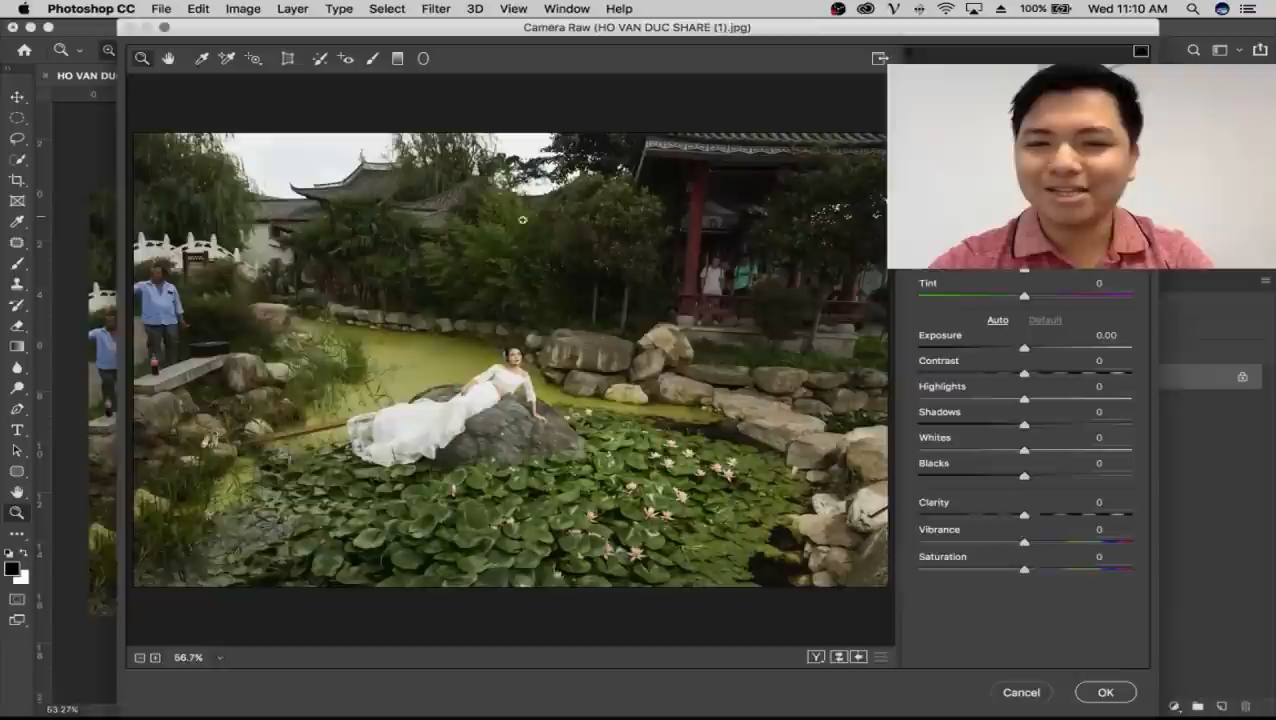 Photoshop CC File Edit Image Layer Type Select Filter 3D View Window Help 100% Wed 11:10 AM
Camera Raw (HO VAN DUC SHARE (1).jpg)
HO VAN DU
Tint 0
Auto Default
Exposure 0.00
Contrast 0
Highlights 0
Shadows 0
Whites 0
Blacks 0
Clarity 0
Vibrance 0
Saturation 0
56.7%
Cancel OK
53.27%